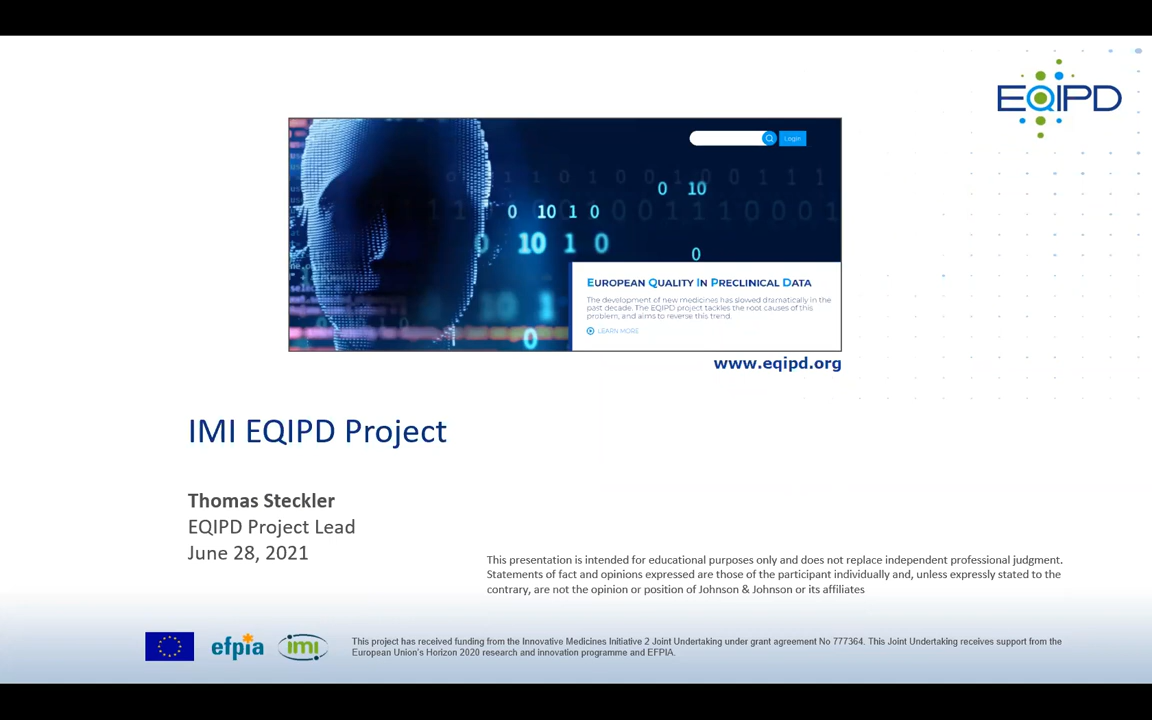 EQIPD
Login
0 10
0 10 1 0
0 10 1 0
0
0
EUROPEAN QUALITY IN PRECLINICAL DATA
The development of new medicines has slowed dramatically in the
past decade. The EQIPD project tackles the root causes of this
problem, and aims to reverse this trend.
LEARN MORE
www.eqipd.org
IMI EQIPD Project
Thomas Steckler
EQIPD Project Lead
June 28, 2021
This presentation is intended for educational purposes only and does not replace independent professional judgment.
Statements of fact and opinions expressed are those of the participant individually and, unless expressly stated to the
contrary, are not the opinion or position of Johnson & Johnson or its affiliates
efpia
imi
This project has received funding from the Innovative Medicines Initiative 2 Joint Undertaking under grant agreement No 777364. This Joint Undertaking receives support from the
European Union's Horizon 2020 research and innovation programme and EFPIA.